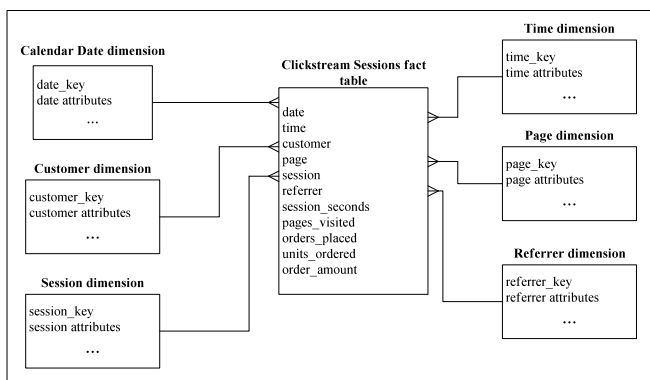 Calendar Date dimension
date_key
date attributes
...
Customer dimension
customer_key
customer attributes
...
Session dimension
session_key
session attributes
...
Clickstream Sessions fact
table
date
time
customer
page
session
referrer
session_seconds
pages_visited
orders_placed
units_ordered
order_amount
Time dimension
time_key
time attributes
...
Page dimension
page_key
page attributes
...
Referrer dimension
referrer_key
referrer attributes
...